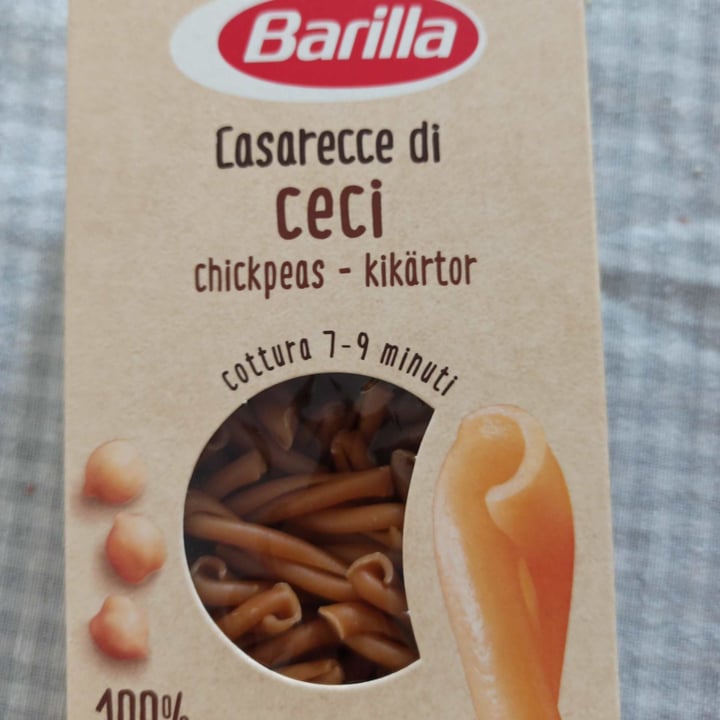 Barilla
Casarecce di
ceci
chickpeas - kikärtor
cottura 7-9 minuti
100%